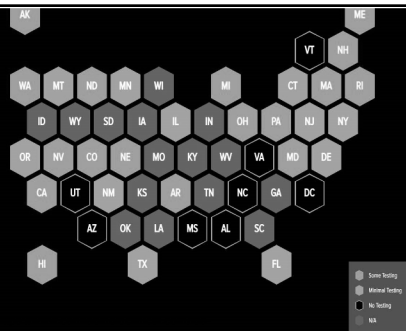 AK ME
VT NH
WA MT ND MN WI MI CT MA RI
ID WY SD IA IL IN OH PA NJ NY
OR NV CO NE MO KY WV VA MD DE
CA UT NM KS AR TN NC GA DC
AZ OK LA MS AL SC
HI TX FL
Some Testing
Minimal Testing
No Testing
N/A